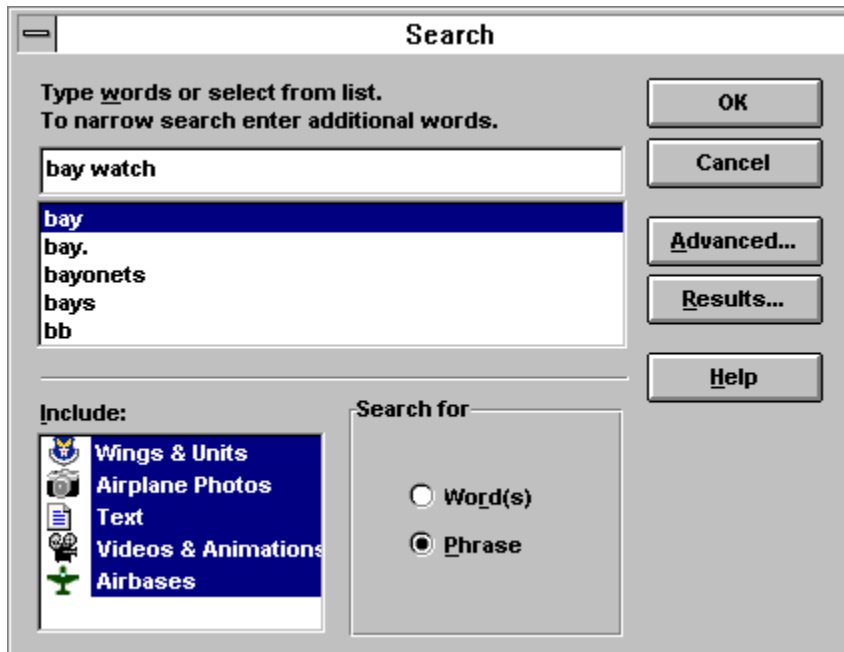 Search
Type words or select from list.
To narrow search enter additional words.
bay watch
bay
bay.
bayonets
bays
bb
OK
Cancel
Advanced...
Results...
Help
Include:
Wings & Units
Airplane Photos
Text
Videos & Animations
Airbases
Search for
Word(s)
Phrase